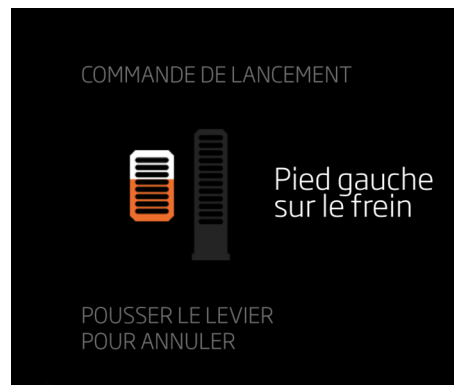 COMMANDE DE LANCEMENT
Pied gauche
sur le frein
POUSSER LE LEVIER
POUR ANNULER